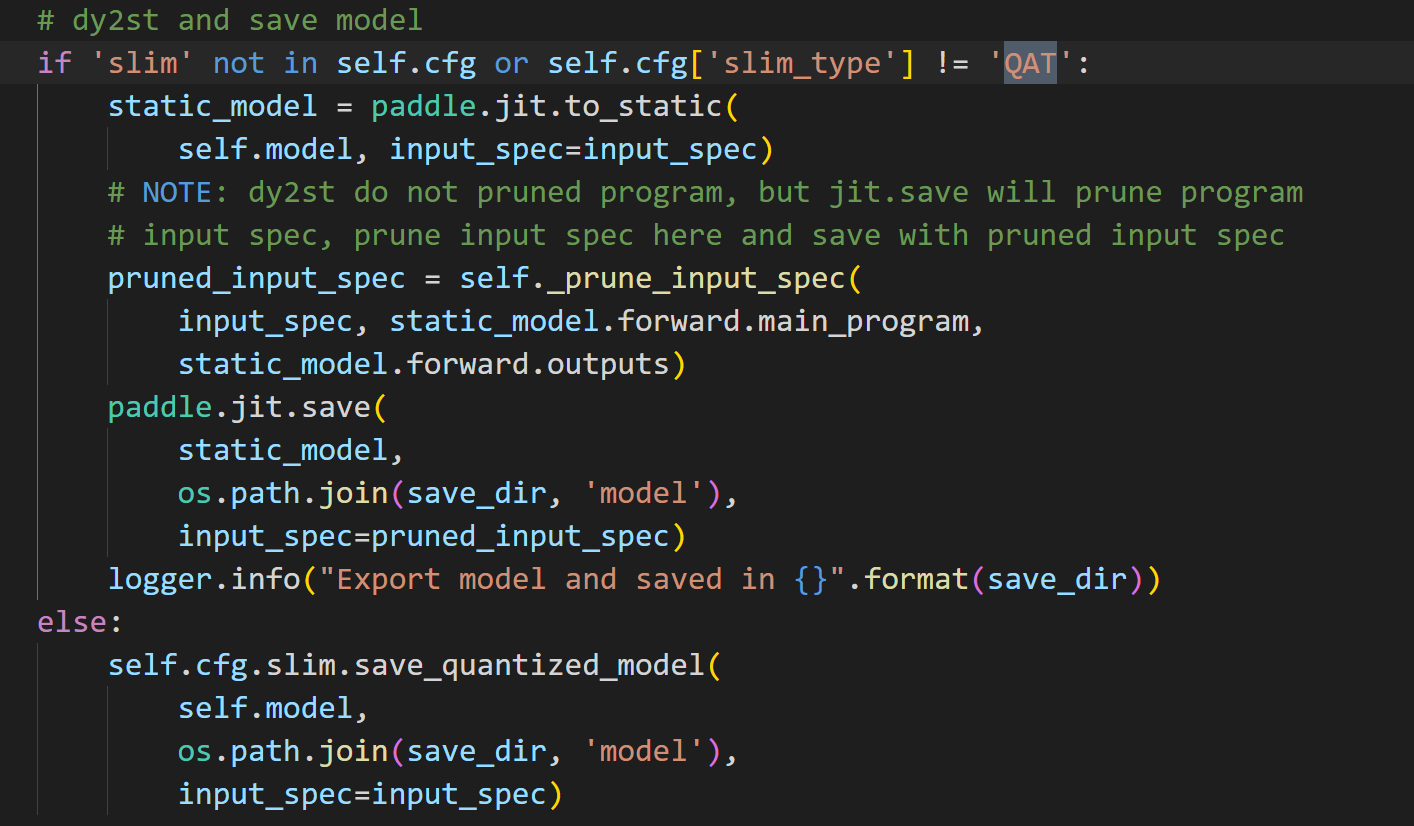 # dy2st and save model
if 'slim' not in self.cfg or self.cfg['slim_type'] != 'QAT':
    static_model = paddle.jit.to_static(
        self.model, input_spec=input_spec)
    # NOTE: dy2st do not pruned program, but jit.save will prune program
    # input spec, prune input spec here and save with pruned input spec
    pruned_input_spec = self._prune_input_spec(
        input_spec, static_model.forward.main_program,
        static_model.forward.outputs)
    paddle.jit.save(
        static_model,
        os.path.join(save_dir, 'model'),
        input_spec=pruned_input_spec)
    logger.info("Export model and saved in {}".format(save_dir))
else:
    self.cfg.slim.save_quantized_model(
        self.model,
        os.path.join(save_dir, 'model'),
        input_spec=input_spec)